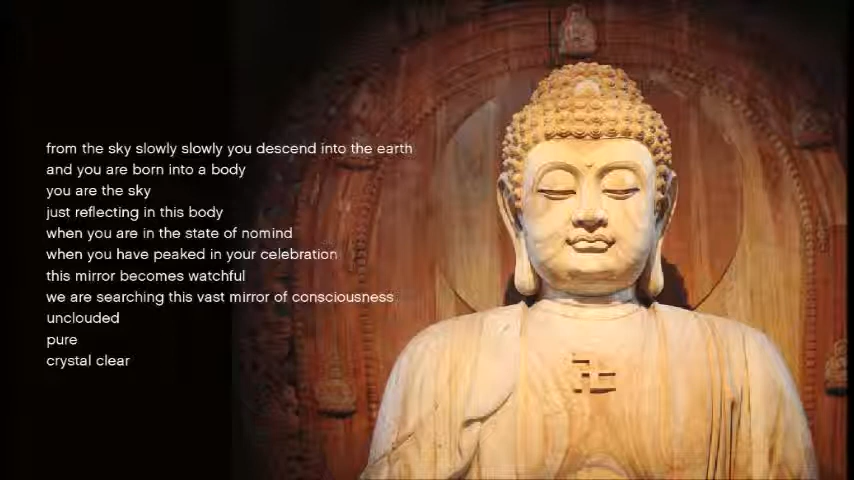 from the sky slowly slowly you descend into the earth
and you are born into a body
you are the sky
just reflecting in this body
when you are in the state of nomind
when you have peaked in your celebration
this mirror becomes watchful
we are searching this vast mirror of consciousness
unclouded
pure
crystal clear